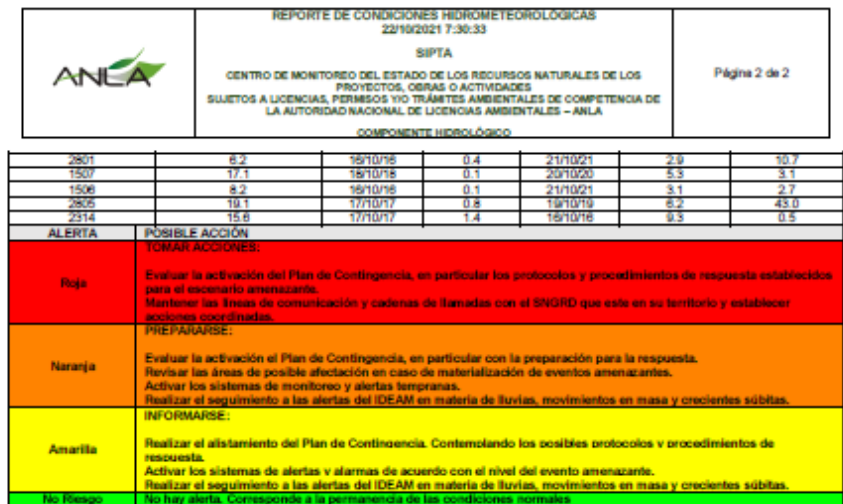 REPORTE DE CONDICIONES HIDROMETEOROLÓGICAS
22/10/2021 7:30:33
SIPTA
ANLA
CENTRO DE MONITOREO DEL ESTADO DE LOS RECURSOS NATURALES DE LOS
PROYECTOS, OBRAS O ACTIVIDADES
SUJETOS A LICENCIAS, PERMISOS Y/O TRÁMITES AMBIENTALES DE COMPETENCIA DE
LA AUTORIDAD NACIONAL DE LICENCIAS AMBIENTALES – ANLA
COMPONENTE HIDROLÓGICO
Página 2 de 2
2801 6.2 16/10/16 0.4 21/10/21 2.9 10.7
1507 17.1 18/10/18 0.1 20/10/20 5.3 3.1
1506 8.2 16/10/16 0.1 21/10/21 3.1 2.7
2805 19.1 17/10/17 0.8 19/10/19 6.2 43.0
2314 15.6 17/10/17 1.4 16/10/16 9.3 0.5
ALERTA POSIBLE ACCIÓN
Roja
TOMAR ACCIONES:
Evaluar la activación del Plan de Contingencia, en particular los protocolos y procedimientos de respuesta establecidos
para el escenario amenazante.
Mantener las líneas de comunicación y cadenas de llamadas con el SNGRD que este en su territorio y establecer
acciones coordinadas.
Naranja
PREPARARSE:
Evaluar la activación el Plan de Contingencia, en particular con la preparación para la respuesta.
Revisar las áreas de posible afectación en caso de materialización de eventos amenazantes.
Activar los sistemas de monitoreo y alertas tempranas.
Realizar el seguimiento a las alertas del IDEAM en materia de lluvias, movimientos en masa y crecientes súbitas.
Amarilla
INFORMARSE:
Realizar el alistamiento del Plan de Contingencia. Contemplando los posibles protocolos y procedimientos de
respuesta.
Activar los sistemas de alertas y alarmas de acuerdo con el nivel del evento amenazante.
Realizar el seguimiento a las alertas del IDEAM en materia de lluvias, movimientos en masa y crecientes súbitas.
No Riesgo No hay alerta. Corresponde a la permanencia de las condiciones normales